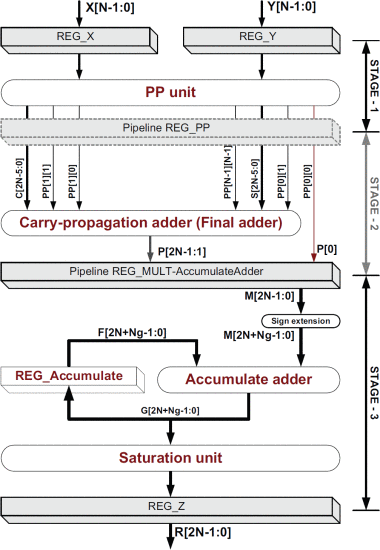 X[N-1:0]
Y[N-1:0]
REG_X
REG_Y
STAGE - 1
PP unit
Pipeline REG_PP
C[2N-5:0]
PP[1][1]
PP[1][0]
PP[N-1][N-1]
S[2N-5:0]
PP[0][1]
PP[0][0]
STAGE - 2
Carry-propagation adder (Final adder)
P[2N-1:1]
P[0]
Pipeline REG_MULT-AccumulateAdder
M[2N-1:0]
Sign extension
F[2N+Ng-1:0]
M[2N+Ng-1:0]
REG_Accumulate
Accumulate adder
STAGE - 3
G[2N+Ng-1:0]
Saturation unit
REG_Z
R[2N-1:0]